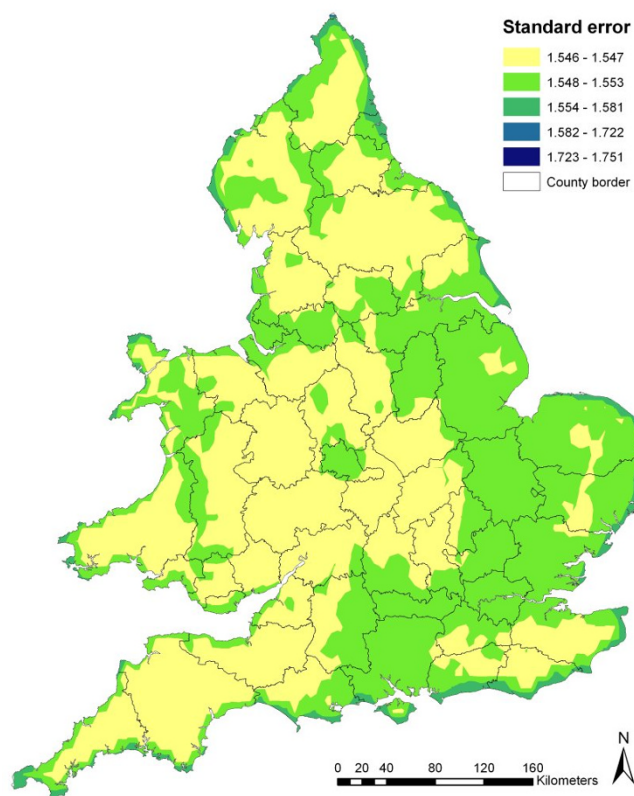 Standard error
1.546 - 1.547
1.548 - 1.553
1.554 - 1.581
1.582 - 1.722
1.723 - 1.751
County border
0 20 40 80 120 160
Kilometers
N